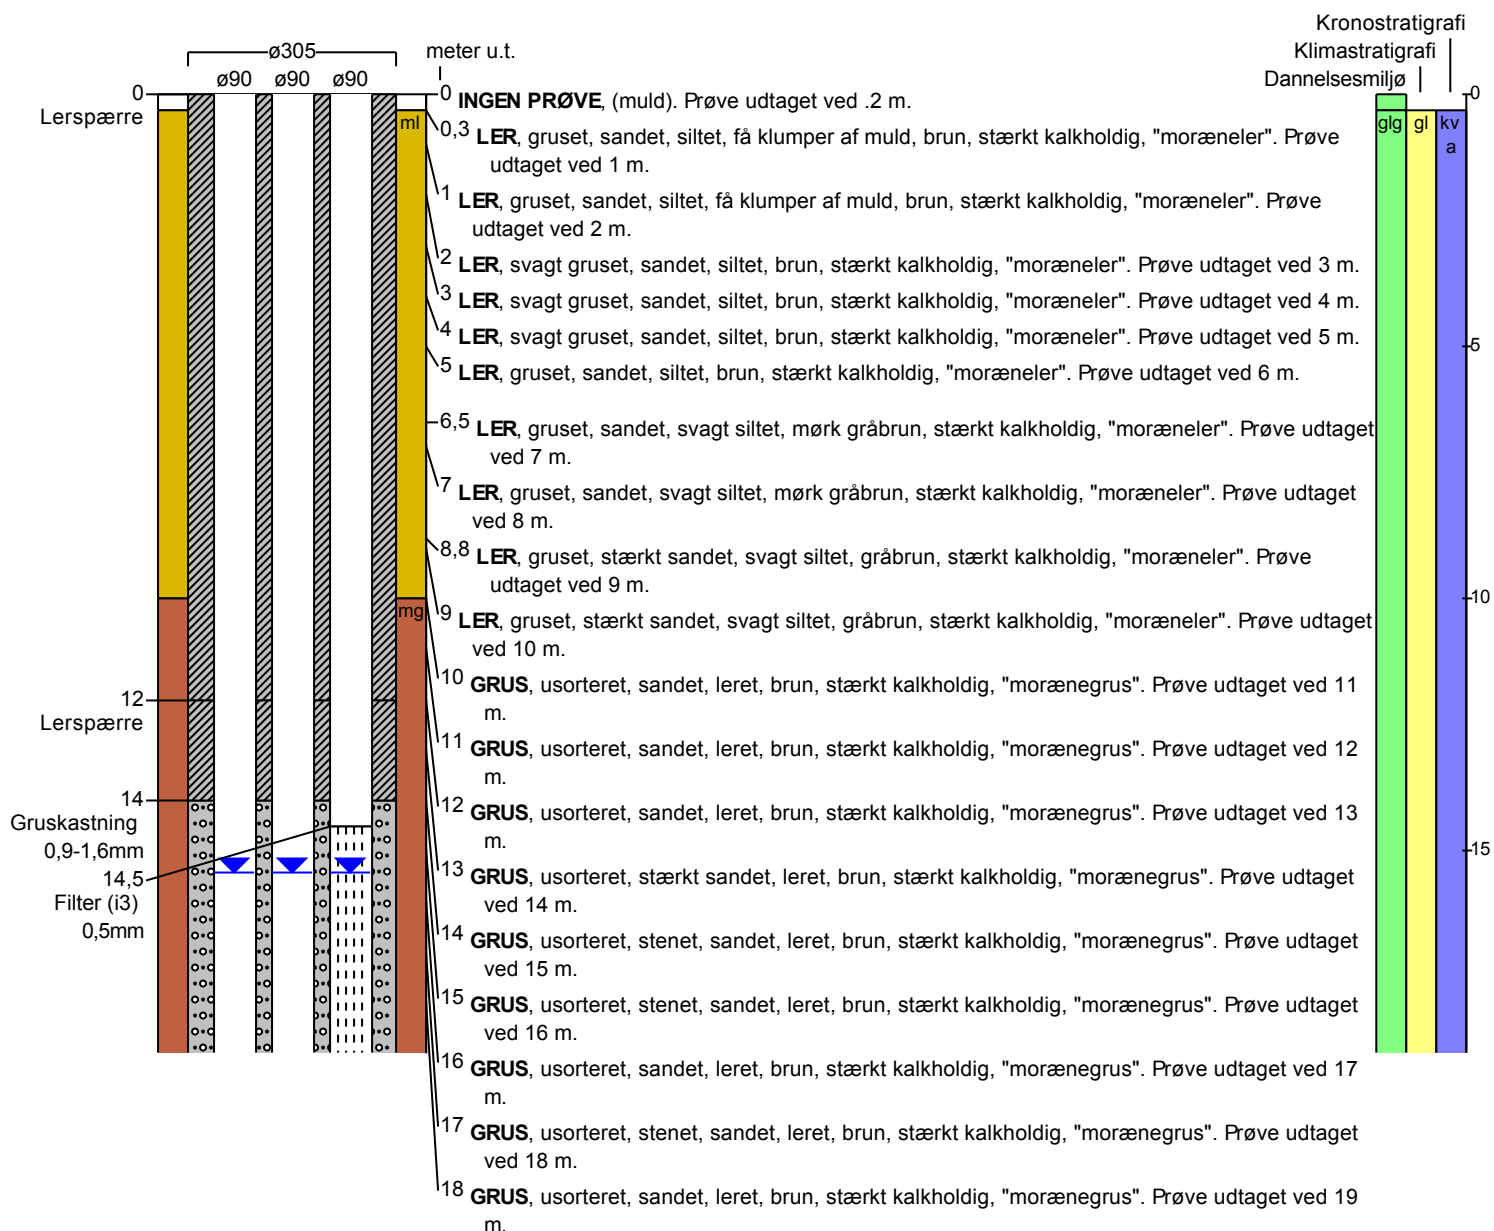 Kronostratigrafi
Klimastratigrafi
Dannelsesmiljø
ø305
meter u.t.
ø90 ø90 ø90
0
Lerspærre
12
Lerspærre
14
Gruskastning
0,9-1,6mm
14,5
Filter (i3)
0,5mm
ml
mg
0 INGEN PRØVE, (muld). Prøve udtaget ved .2 m.
0,3 LER, gruset, sandet, siltet, få klumper af muld, brun, stærkt kalkholdig, "moræneler". Prøve
udtaget ved 1 m.
1 LER, gruset, sandet, siltet, få klumper af muld, brun, stærkt kalkholdig, "moræneler". Prøve
udtaget ved 2 m.
2 LER, svagt gruset, sandet, siltet, brun, stærkt kalkholdig, "moræneler". Prøve udtaget ved 3 m.
3 LER, svagt gruset, sandet, siltet, brun, stærkt kalkholdig, "moræneler". Prøve udtaget ved 4 m.
4 LER, svagt gruset, sandet, siltet, brun, stærkt kalkholdig, "moræneler". Prøve udtaget ved 5 m.
5 LER, gruset, sandet, siltet, brun, stærkt kalkholdig, "moræneler". Prøve udtaget ved 6 m.
6,5 LER, gruset, sandet, svagt siltet, mørk gråbrun, stærkt kalkholdig, "moræneler". Prøve udtaget
ved 7 m.
7 LER, gruset, sandet, svagt siltet, mørk gråbrun, stærkt kalkholdig, "moræneler". Prøve udtaget
ved 8 m.
8,8 LER, gruset, stærkt sandet, svagt siltet, gråbrun, stærkt kalkholdig, "moræneler". Prøve
udtaget ved 9 m.
9 LER, gruset, stærkt sandet, svagt siltet, gråbrun, stærkt kalkholdig, "moræneler". Prøve udtaget
ved 10 m.
10 GRUS, usorteret, sandet, leret, brun, stærkt kalkholdig, "morænegrus". Prøve udtaget ved 11
m.
11 GRUS, usorteret, sandet, leret, brun, stærkt kalkholdig, "morænegrus". Prøve udtaget ved 12
m.
12 GRUS, usorteret, sandet, leret, brun, stærkt kalkholdig, "morænegrus". Prøve udtaget ved 13
m.
13 GRUS, usorteret, stærkt sandet, leret, brun, stærkt kalkholdig, "morænegrus". Prøve udtaget
ved 14 m.
14 GRUS, usorteret, stenet, sandet, leret, brun, stærkt kalkholdig, "morænegrus". Prøve udtaget
ved 15 m.
15 GRUS, usorteret, stenet, sandet, leret, brun, stærkt kalkholdig, "morænegrus". Prøve udtaget
ved 16 m.
16 GRUS, usorteret, sandet, leret, brun, stærkt kalkholdig, "morænegrus". Prøve udtaget ved 17
m.
17 GRUS, usorteret, stenet, sandet, leret, brun, stærkt kalkholdig, "morænegrus". Prøve udtaget
ved 18 m.
18 GRUS, usorteret, sandet, leret, brun, stærkt kalkholdig, "morænegrus". Prøve udtaget ved 19
m.
glg gl kv
a
0
5
10
15